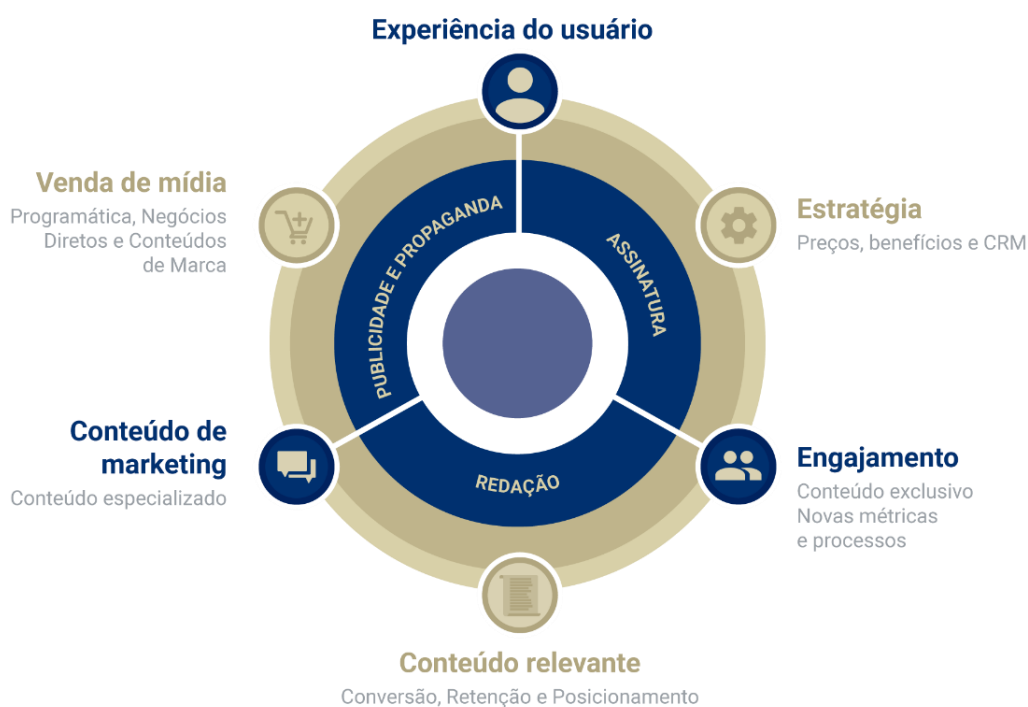 Experiência do usuário
Venda de mídia
Programática, Negócios
Diretos e Conteúdos
de Marca
Estratégia
Preços, benefícios e CRM
PUBLICIDADE E PROPAGANDA
ASSINATURA
REDAÇÃO
Conteúdo de
marketing
Conteúdo especializado
Engajamento
Conteúdo exclusivo
Novas métricas
e processos
Conteúdo relevante
Conversão, Retenção e Posicionamento